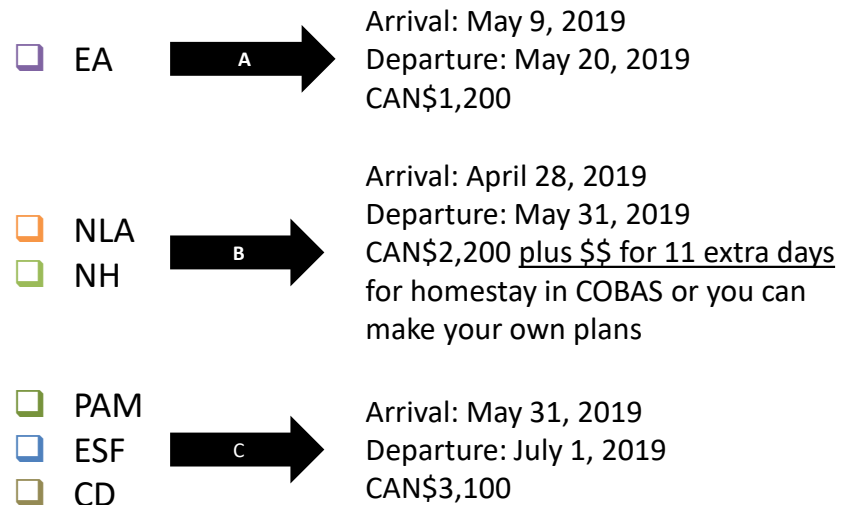 EA
A
Arrival: May 9, 2019
Departure: May 20, 2019
CAN$1,200
NLA
NH
B
Arrival: April 28, 2019
Departure: May 31, 2019
CAN$2,200 plus $$ for 11 extra days
for homestay in COBAS or you can
make your own plans
PAM
ESF
CD
C
Arrival: May 31, 2019
Departure: July 1, 2019
CAN$3,100